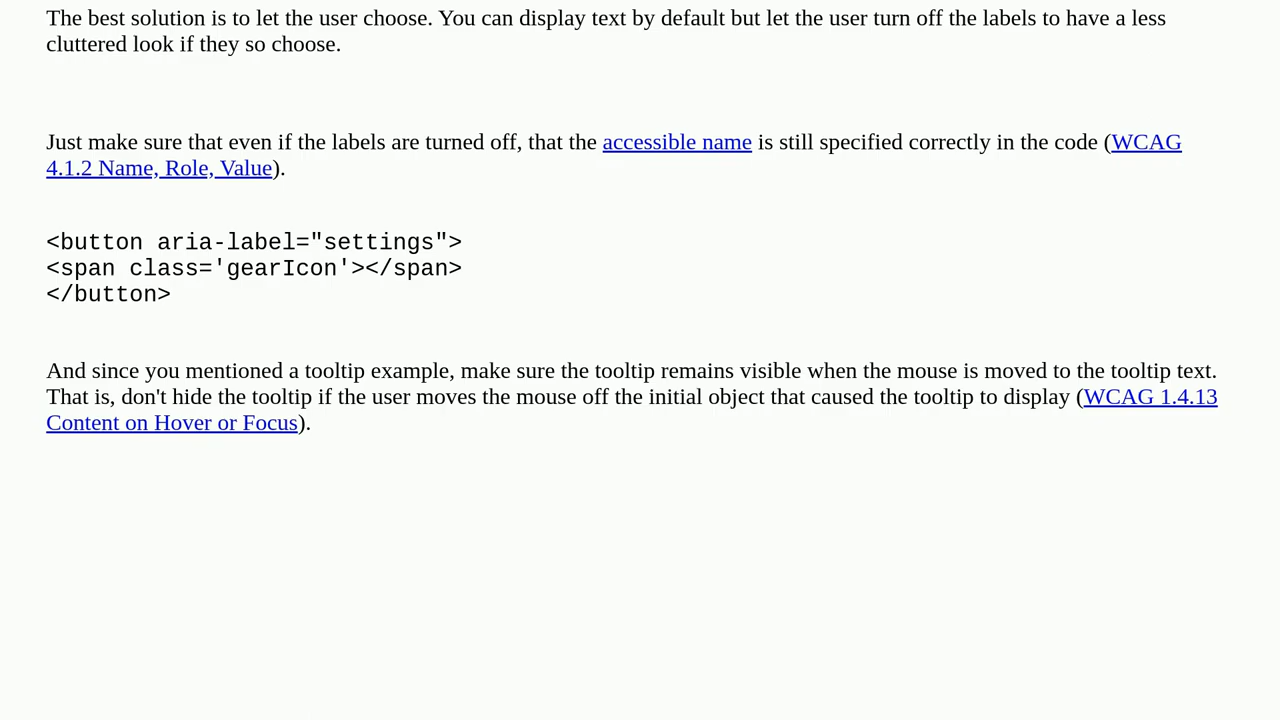 The best solution is to let the user choose. You can display text by default but let the user turn off the labels to have a less
cluttered look if they so choose.
Just make sure that even if the labels are turned off, that the accessible name is still specified correctly in the code (WCAG
4.1.2 Name, Role, Value).
<button aria-label="settings">
<span class='gearIcon'></span>
</button>
And since you mentioned a tooltip example, make sure the tooltip remains visible when the mouse is moved to the tooltip text.
That is, don't hide the tooltip if the user moves the mouse off the initial object that caused the tooltip to display (WCAG 1.4.13
Content on Hover or Focus).